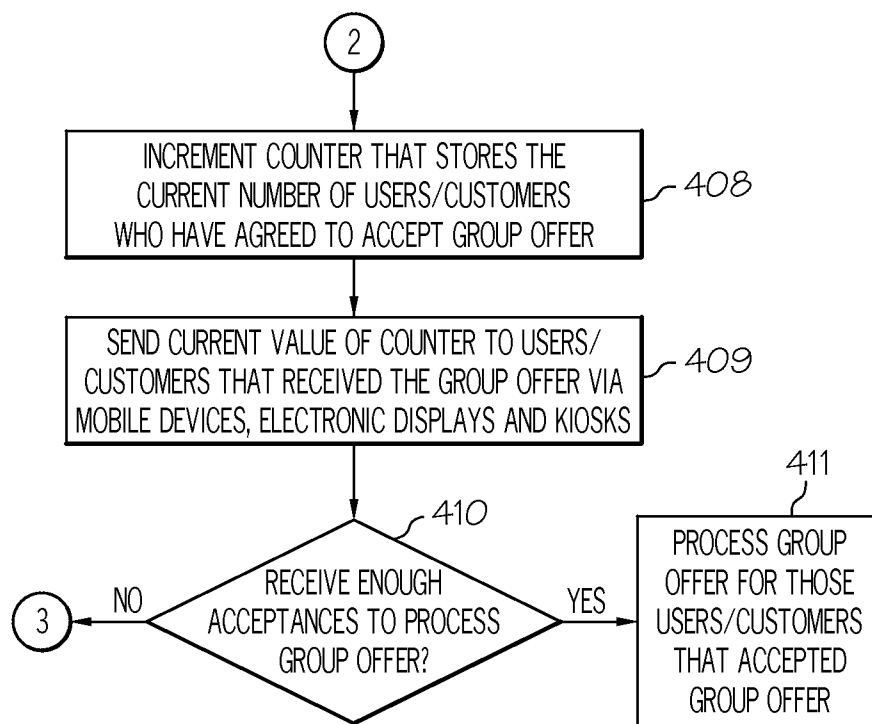 2
INCREMENT COUNTER THAT STORES THE
CURRENT NUMBER OF USERS/CUSTOMERS
WHO HAVE AGREED TO ACCEPT GROUP OFFER
408
SEND CURRENT VALUE OF COUNTER TO USERS/
CUSTOMERS THAT RECEIVED THE GROUP OFFER VIA
MOBILE DEVICES, ELECTRONIC DISPLAYS AND KIOSKS
409
410
RECEIVE ENOUGH
ACCEPTANCES TO PROCESS
GROUP OFFER?
NO
3
YES
411
PROCESS GROUP
OFFER FOR THOSE
USERS/CUSTOMERS
THAT ACCEPTED
GROUP OFFER